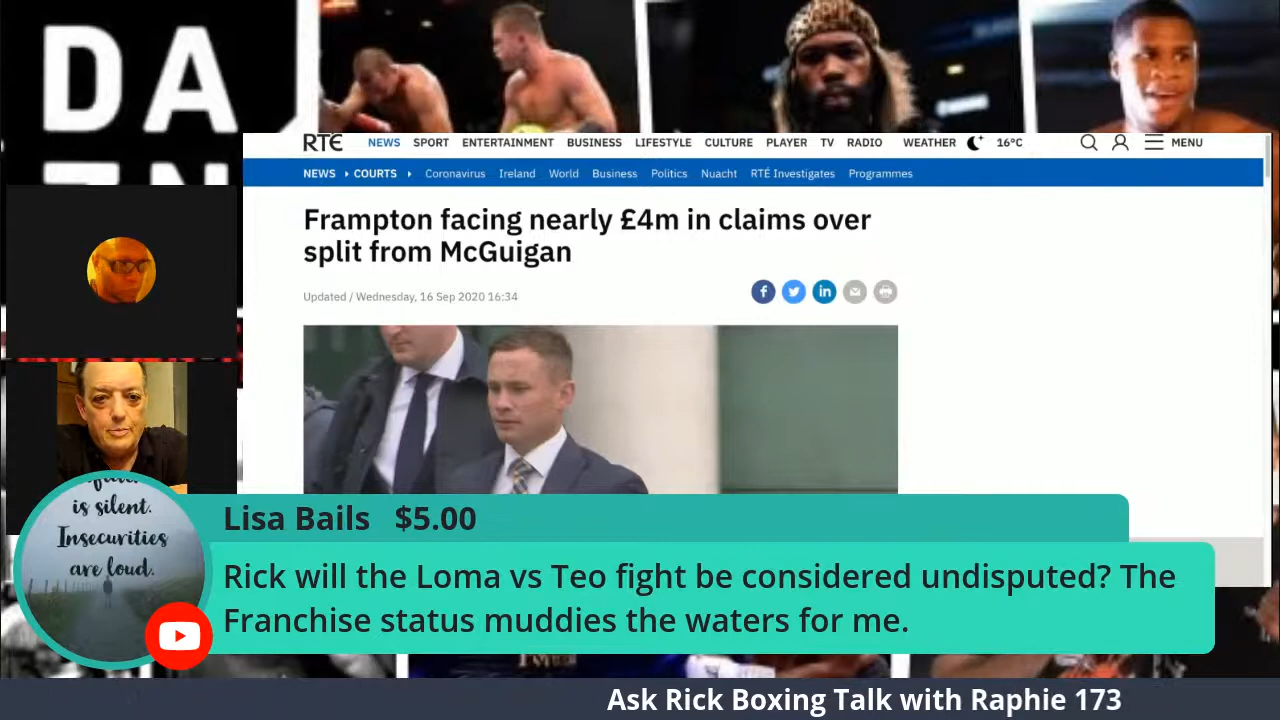 DA
RTÉ
NEWS SPORT ENTERTAINMENT BUSINESS LIFESTYLE CULTURE PLAYER TV RADIO WEATHER 16°C MENU
NEWS COURTS Coronavirus Ireland World Business Politics Nuacht RTÉ Investigates Programmes
Frampton facing nearly £4m in claims over
split from McGuigan
Updated / Wednesday, 16 Sep 2020 16:34
is silent.
Insecurities
are loud.
Lisa Bails $5.00
Rick will the Loma vs Teo fight be considered undisputed? The
Franchise status muddies the waters for me.
Ask Rick Boxing Talk with Raphie 173